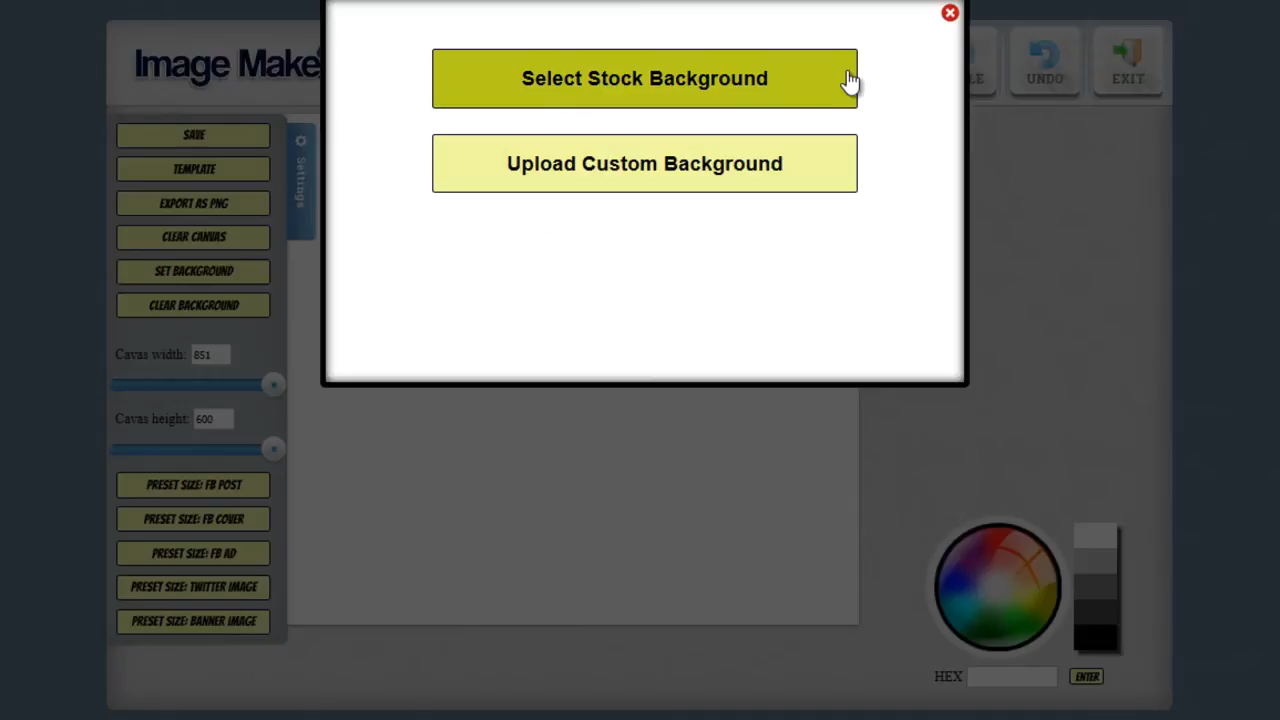 Image Make
Select Stock Background
Upload Custom Background
LE
UNDO
EXIT
SAVE
TEMPLATE
EXPORT AS PNG
CLEAR CANVAS
SET BACKGROUND
CLEAR BACKGROUND
Settings
Cavas width: 851
Cavas height: 600
PRESET SIZE: FB POST
PRESET SIZE: FB COVER
PRESET SIZE: FB AD
PRESET SIZE: TWITTER IMAGE
PRESET SIZE: BANNER IMAGE
HEX
ENTER